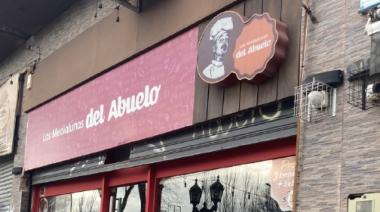 Las Medialunas del Abuelo
Las Medialunas
del Abuelo